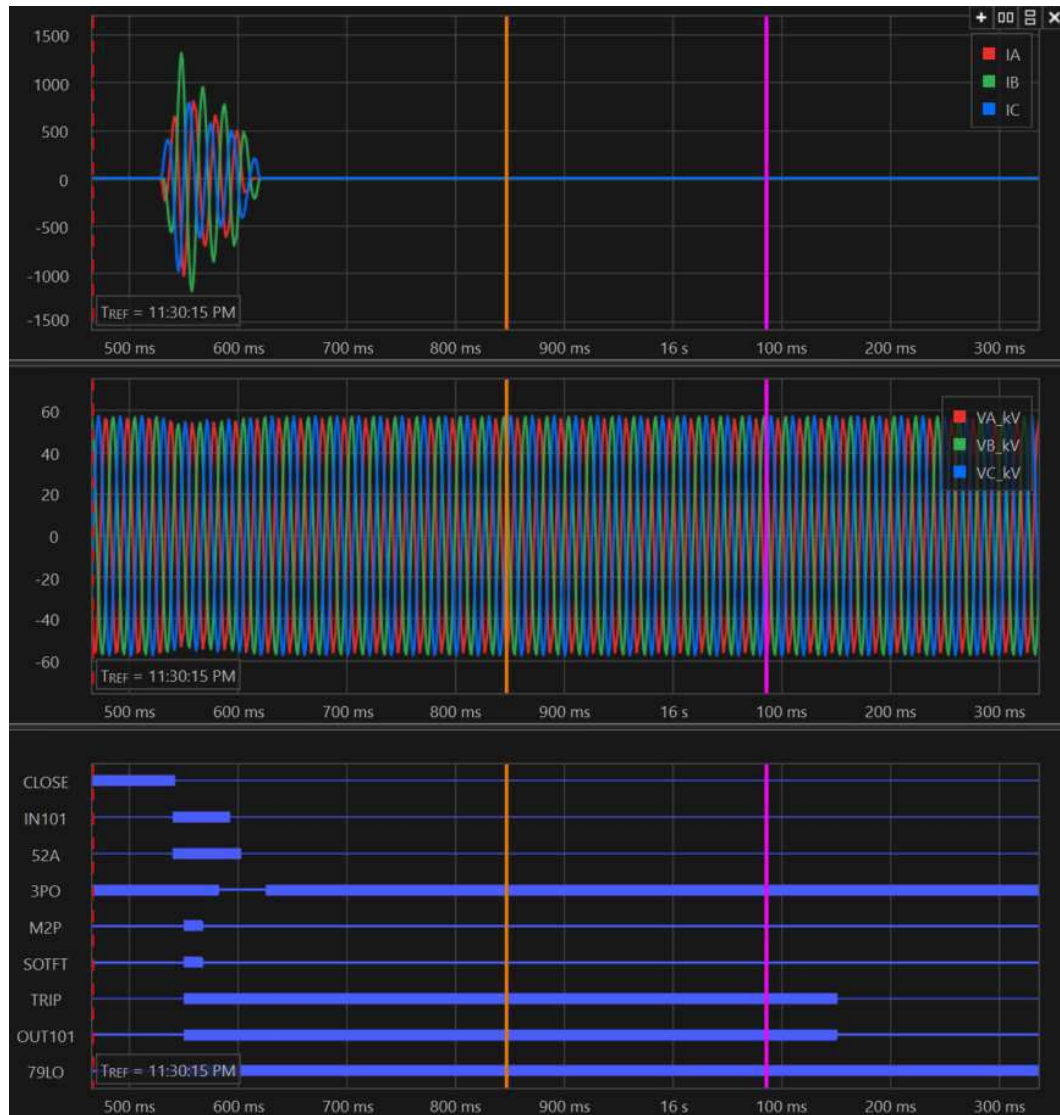 1500
1000
500
0
-500
-1000
-1500
IA
IB
IC
TREF = 11:30:15 PM
500 ms 600 ms 700 ms 800 ms 900 ms 16 s 100 ms 200 ms 300 ms
60
40
20
0
-20
-40
-60
VA_kV
VB_kV
VC_kV
TREF = 11:30:15 PM
500 ms 600 ms 700 ms 800 ms 900 ms 16 s 100 ms 200 ms 300 ms
CLOSE
IN101
52A
3PO
M2P
SOTFT
TRIP
OUT101
79LO
TREF = 11:30:15 PM
500 ms 600 ms 700 ms 800 ms 900 ms 16 s 100 ms 200 ms 300 ms